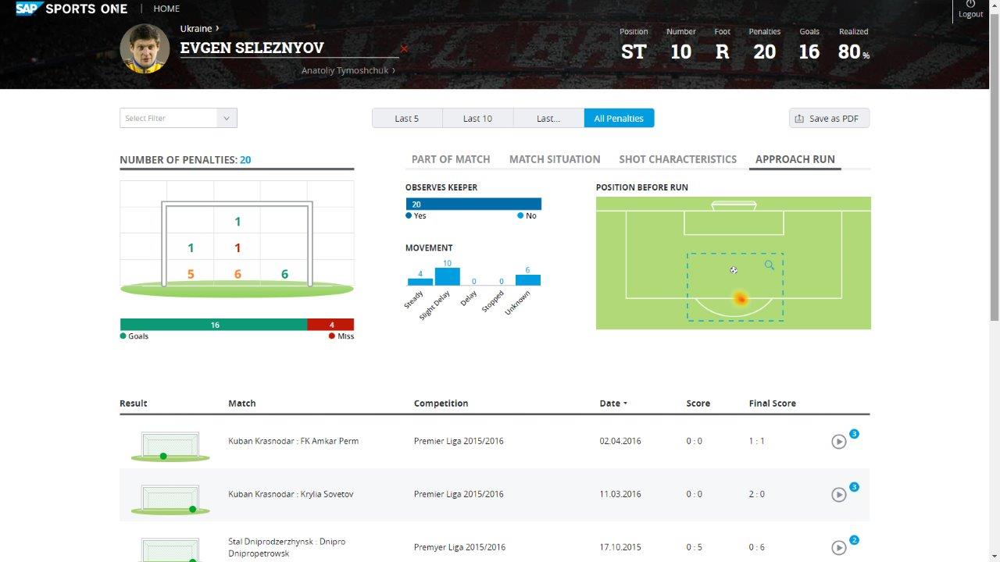 SAP SPORTS ONE | HOME
Logout
Ukraine ›
EVGEN SELEZNYOV ×
Anatoliy Tymoshchuk ›
Position Number Foot Penalties Goals Realized
ST 10 R 20 16 80 %
Select Filter
Last 5 Last 10 Last... All Penalties
Save as PDF
NUMBER OF PENALTIES: 20
1
1 1
5 6 6
16 4
Goals Miss
PART OF MATCH MATCH SITUATION SHOT CHARACTERISTICS APPROACH RUN
OBSERVES KEEPER
20
Yes No
MOVEMENT
4 10 0 0 6
Steady Slight Delay Delay Stopped Unknown
POSITION BEFORE RUN
Result Match Competition Date Score Final Score
Kuban Krasnodar : FK Amkar Perm Premier Liga 2015/2016 02.04.2016 0 : 0 1 : 1 3
Kuban Krasnodar : Krylia Sovetov Premier Liga 2015/2016 11.03.2016 0 : 0 2 : 0 3
Stal Dniprodzerzhynsk : Dnipro
Dnipropetrowsk Premyer Liga 2015/2016 17.10.2015 0 : 5 0 : 6 2